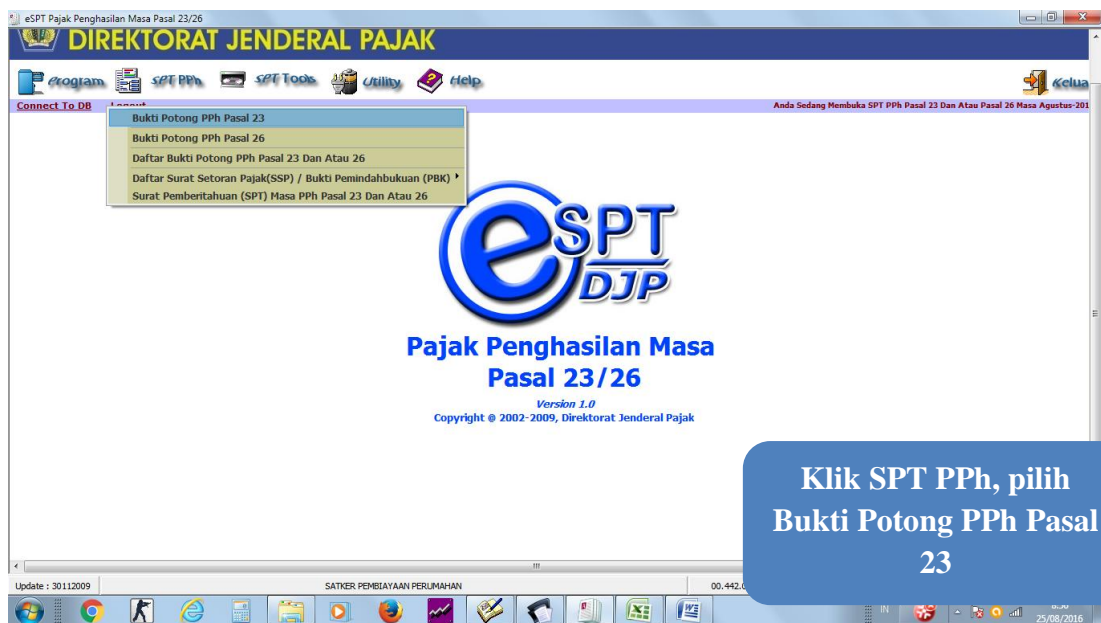 eSPT Pajak Penghasilan Masa Pasal 23/26
DIREKTORAT JENDERAL PAJAK
Program SPT PPh SPT Tools Utility Help Kelua
Connect To DB Logout Anda Sedang Membuka SPT PPh Pasal 23 Dan Atau Pasal 26 Masa Agustus-201
Bukti Potong PPh Pasal 23
Bukti Potong PPh Pasal 26
Daftar Bukti Potong PPh Pasal 23 Dan Atau 26
Daftar Surat Setoran Pajak(SSP) / Bukti Pemindahbukuan (PBK)
Surat Pemberitahuan (SPT) Masa PPh Pasal 23 Dan Atau 26
eSPT
DJP
Pajak Penghasilan Masa
Pasal 23/26
Version 1.0
Copyright @ 2002-2009, Direktorat Jenderal Pajak
Klik SPT PPh, pilih
Bukti Potong PPh Pasal
23
Update : 30112009 SATKER PEMBIAYAAN PERUMAHAN 00.442.0
IN
25/08/2016